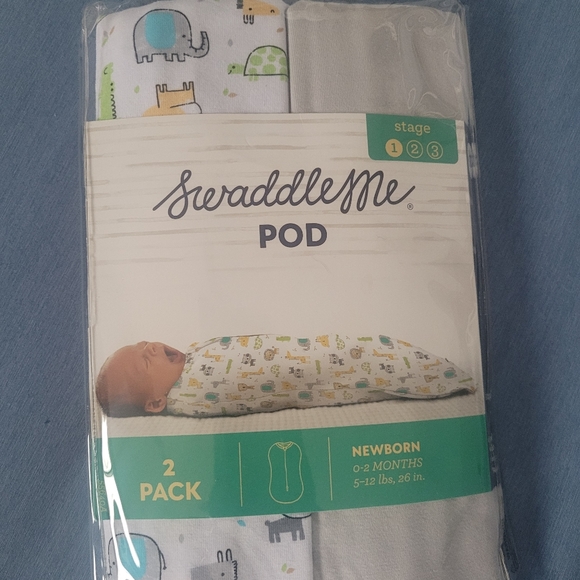 stage
1 2 3
SwaddleMe®
POD
2
PACK
NEWBORN
0-2 MONTHS
5-12 lbs, 26 in.